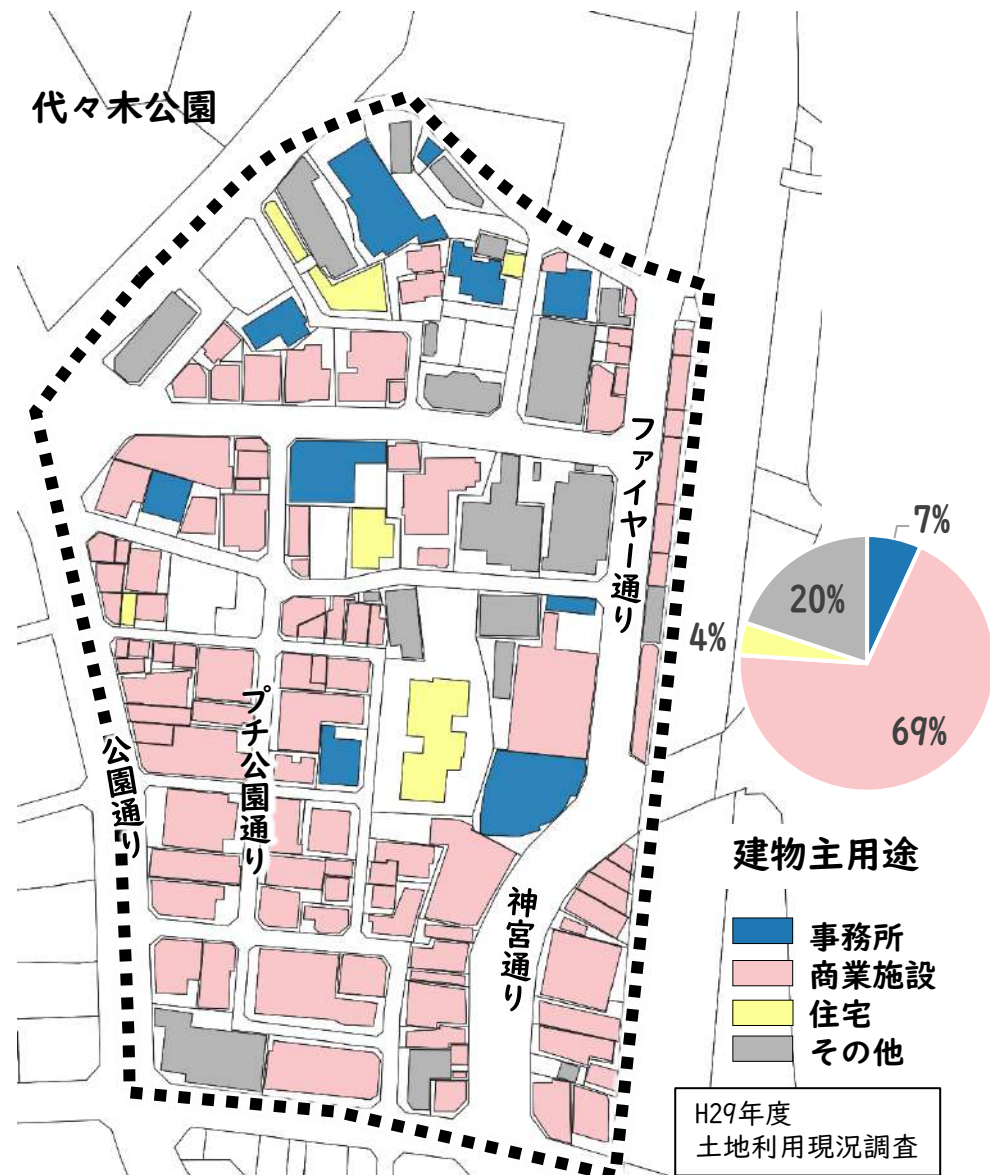 代々木公園
ファイヤー通り
7%
20%
4%
69%
プチ公園通り
公園通り
神宮通り
建物主用途
事務所
商業施設
住宅
その他
H29年度
土地利用現況調査